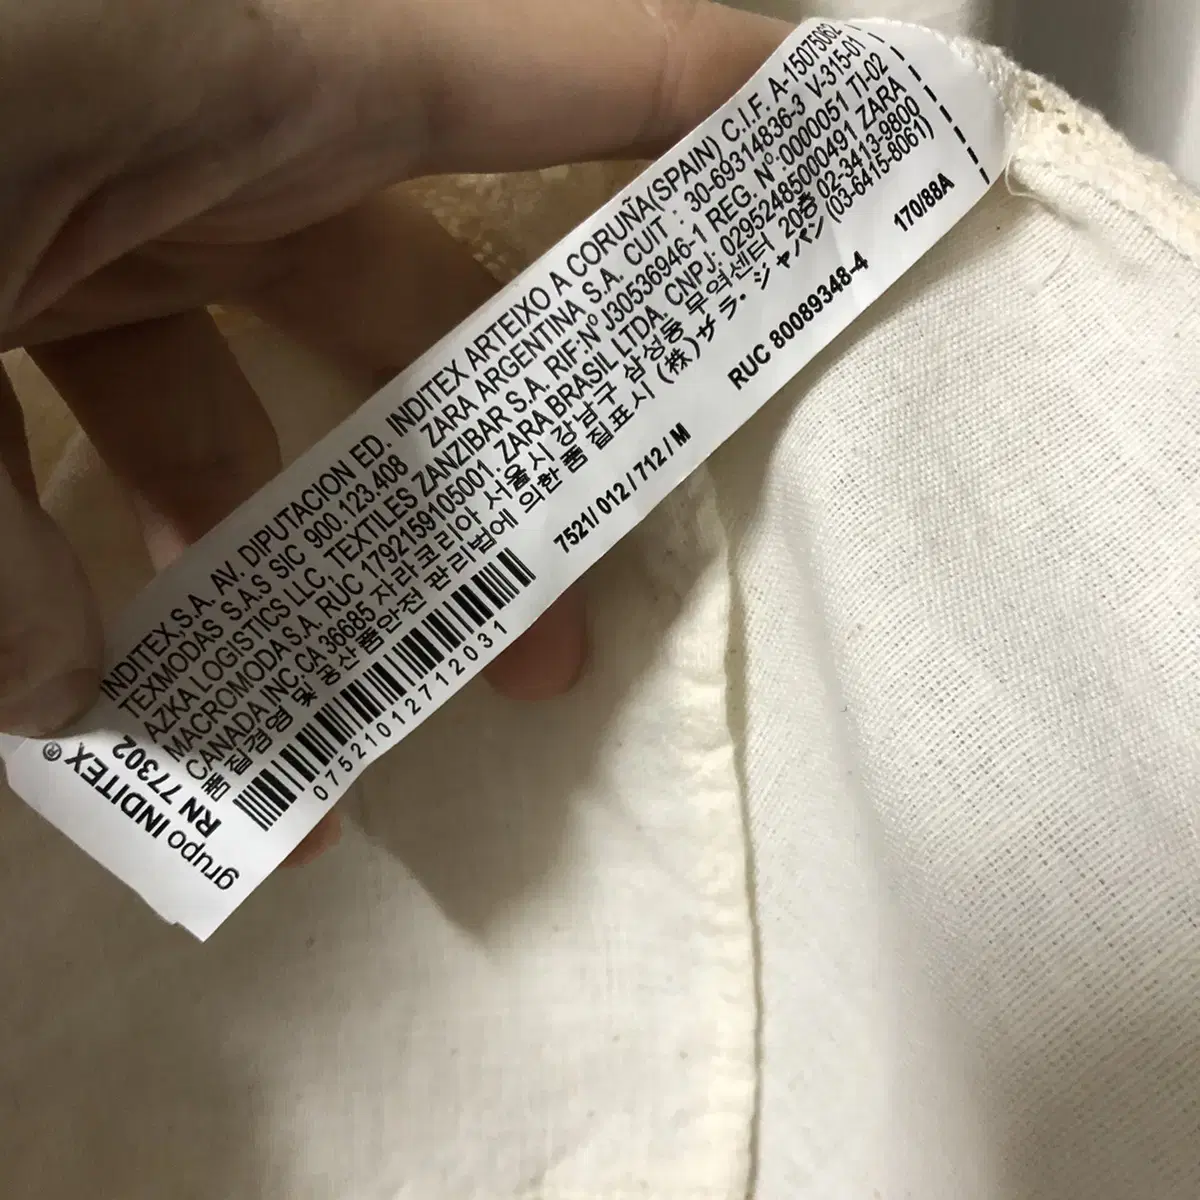 INDITEX,S.A. AV. DIPUTACION ED. INDITEX ARTEIXO A CORUÑA(SPAIN) C.I.F. A-15075062
TEXMODAS S.A.S SIC 900.123.408 ZARA ARGENTINA S.A. CUIT : 30-69314836-3 V-315-01
AZKA LOGISTICS LLC, TEXTILES ZANZIBAR S.A. RIF:Nº J30536946-1 REG. Nº:0000051 TI-02
MACROMODA S.A. RUC 1792159105001. ZARA BRASIL LTDA. CNPJ: 02952485000491 ZARA
CANADA INC CA 36685 자라코리아 서울시 강남구 삼성동 무역센터 20층 02-3413-9800
품질경영 및 공산품안전 관리법에 의한 품질표시 (株)ザラ・ジャパン(03-6415-8061)
07521012712031
7521/ 012 / 712 / M
RUC 80089348-4
170/88A
grupo INDITEX®
RN 77302